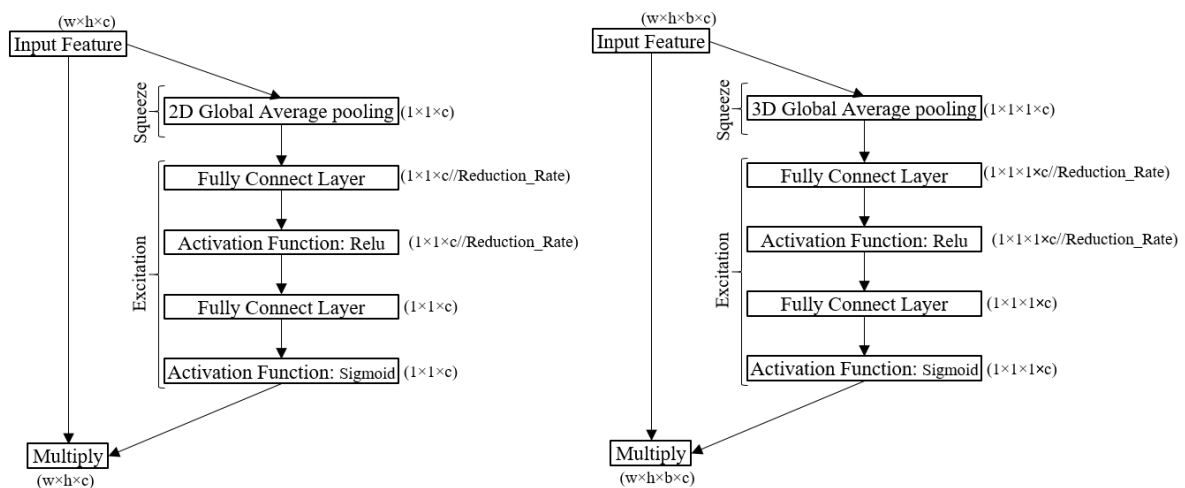 (w×h×c)
Input Feature
Squeeze
2D Global Average pooling (1×1×c)
Excitation
Fully Connect Layer (1×1×c//Reduction_Rate)
Activation Function: Relu (1×1×c//Reduction_Rate)
Fully Connect Layer (1×1×c)
Activation Function: Sigmoid (1×1×c)
Multiply
(w×h×c)
(w×h×b×c)
Input Feature
Squeeze
3D Global Average pooling (1×1×1×c)
Excitation
Fully Connect Layer (1×1×1×c//Reduction_Rate)
Activation Function: Relu (1×1×1×c//Reduction_Rate)
Fully Connect Layer (1×1×1×c)
Activation Function: Sigmoid (1×1×1×c)
Multiply
(w×h×b×c)